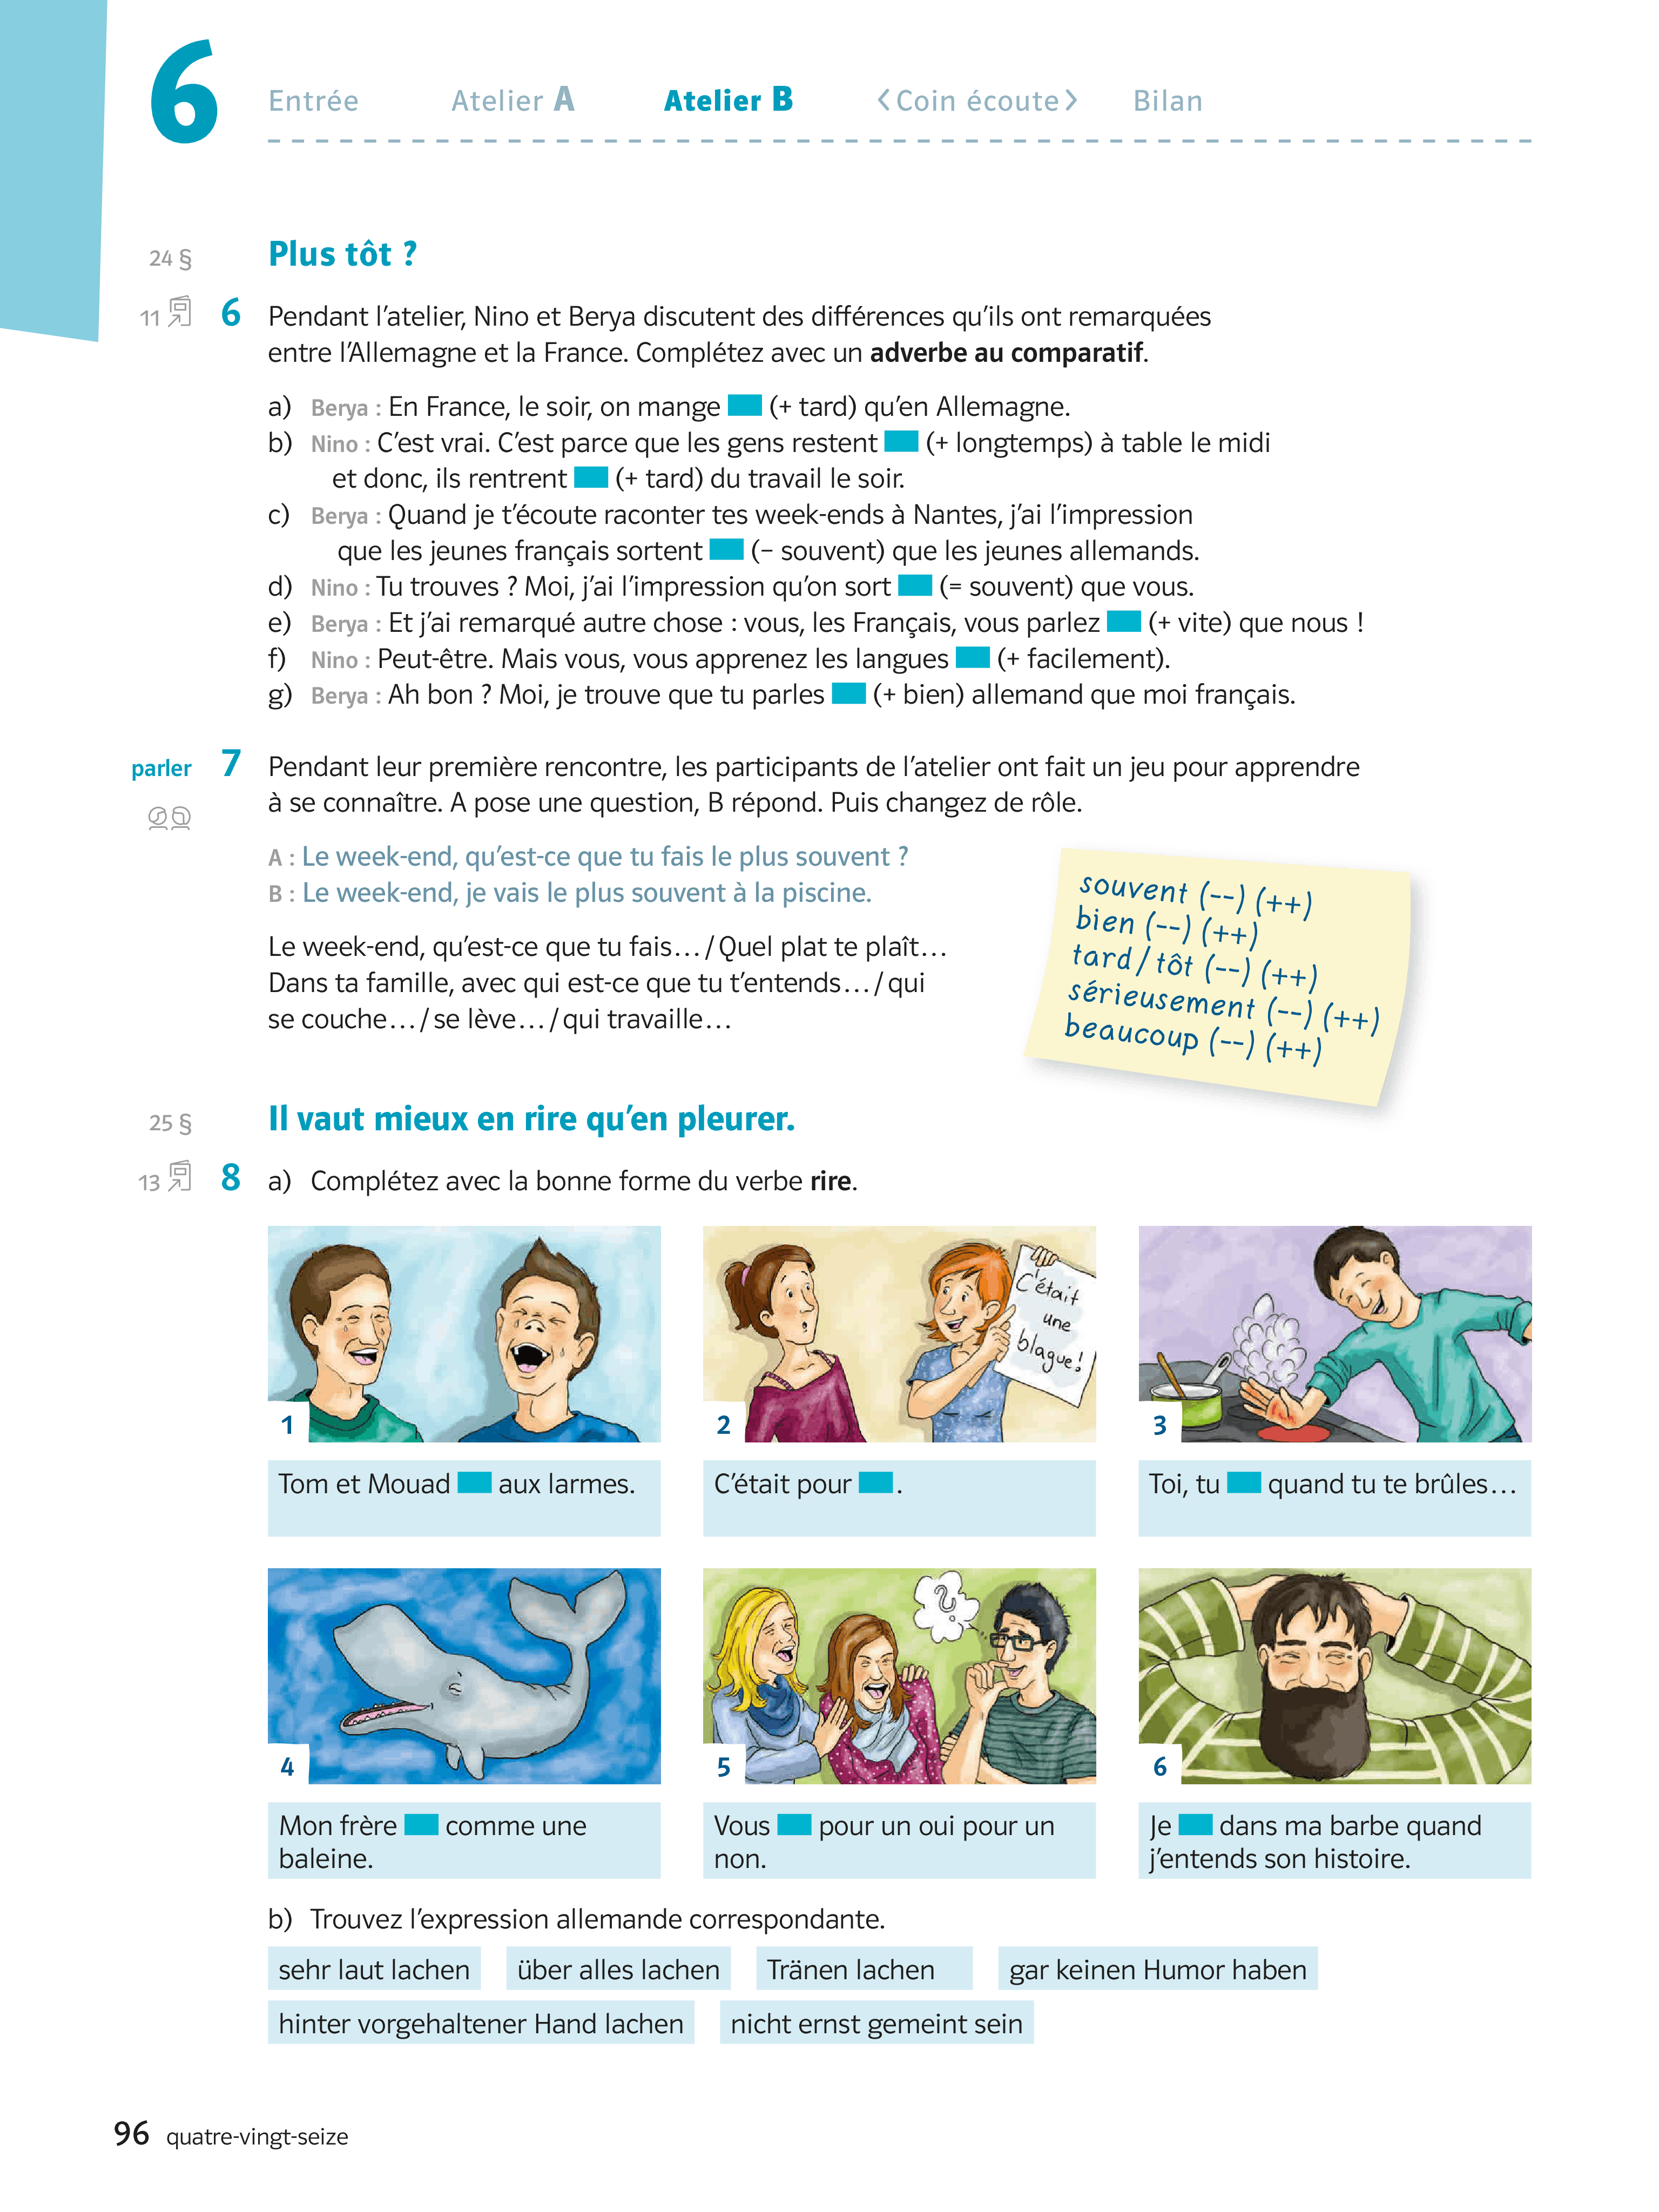 6
Entrée Atelier A Atelier B ‹Coin écoute› Bilan
24 § Plus tôt ?
11 6 Pendant l'atelier, Nino et Berya discutent des différences qu'ils ont remarquées
entre l'Allemagne et la France. Complétez avec un adverbe au comparatif.
a) Berya : En France, le soir, on mange (+ tard) qu'en Allemagne.
b) Nino : C'est vrai. C'est parce que les gens restent (+ longtemps) à table le midi
et donc, ils rentrent (+ tard) du travail le soir.
c) Berya : Quand je t'écoute raconter tes week-ends à Nantes, j'ai l'impression
que les jeunes français sortent (– souvent) que les jeunes allemands.
d) Nino : Tu trouves ? Moi, j'ai l'impression qu'on sort (= souvent) que vous.
e) Berya : Et j'ai remarqué autre chose : vous, les Français, vous parlez (+ vite) que nous !
f) Nino : Peut-être. Mais vous, vous apprenez les langues (+ facilement).
g) Berya : Ah bon ? Moi, je trouve que tu parles (+ bien) allemand que moi français.
parler 7 Pendant leur première rencontre, les participants de l'atelier ont fait un jeu pour apprendre
à se connaître. A pose une question, B répond. Puis changez de rôle.
A : Le week-end, qu'est-ce que tu fais le plus souvent ?
B : Le week-end, je vais le plus souvent à la piscine.
Le week-end, qu'est-ce que tu fais… / Quel plat te plaît…
Dans ta famille, avec qui est-ce que tu t'entends… / qui
se couche… / se lève… / qui travaille…
souvent (--) (++)
bien (--) (++)
tard / tôt (--) (++)
sérieusement (--) (++)
beaucoup (--) (++)
25 § Il vaut mieux en rire qu'en pleurer.
13 8 a) Complétez avec la bonne forme du verbe rire.
C'était
une
blague!
1 2 3
Tom et Mouad aux larmes. C'était pour . Toi, tu quand tu te brûles…
?
4 5 6
Mon frère comme une Vous pour un oui pour un Je dans ma barbe quand
baleine. non. j'entends son histoire.
b) Trouvez l'expression allemande correspondante.
sehr laut lachen über alles lachen Tränen lachen gar keinen Humor haben
hinter vorgehaltener Hand lachen nicht ernst gemeint sein
96 quatre-vingt-seize